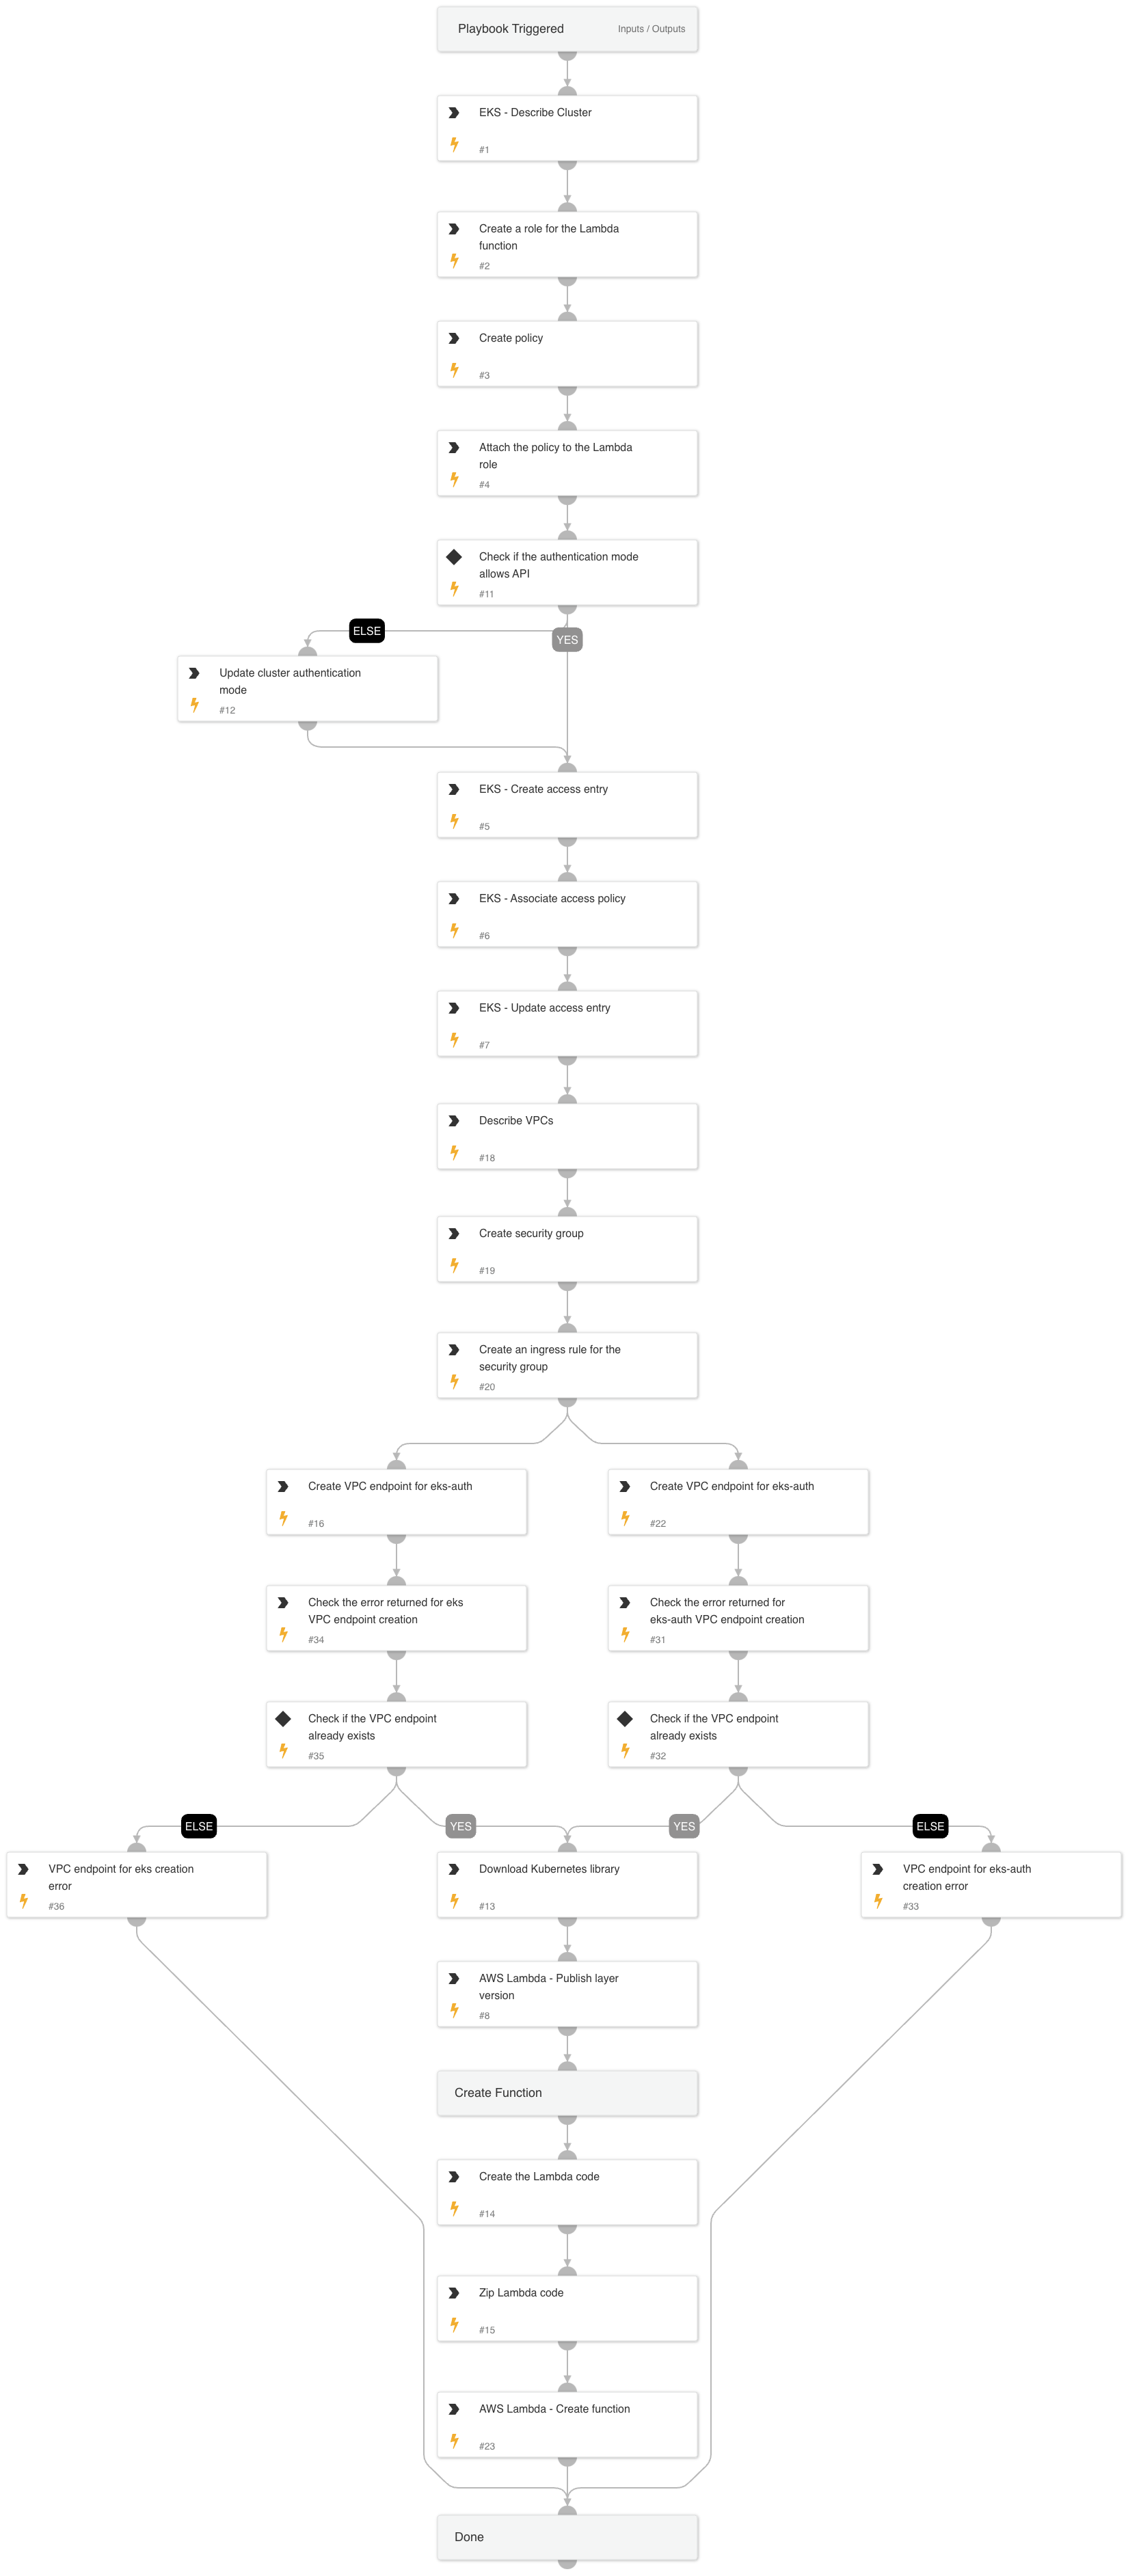 Playbook Triggered
Inputs / Outputs
EKS - Describe Cluster
#1
Create a role for the Lambda
function
#2
Create policy
#3
Attach the policy to the Lambda
role
#4
Check if the authentication mode
allows API
#11
ELSE
YES
Update cluster authentication
mode
#12
EKS - Create access entry
#5
EKS - Associate access policy
#6
EKS - Update access entry
#7
Describe VPCs
#18
Create security group
#19
Create an ingress rule for the
security group
#20
Create VPC endpoint for eks-auth
#16
Create VPC endpoint for eks-auth
#22
Check the error returned for eks
VPC endpoint creation
#34
Check the error returned for
eks-auth VPC endpoint creation
#31
Check if the VPC endpoint
already exists
#35
Check if the VPC endpoint
already exists
#32
ELSE
YES
YES
ELSE
VPC endpoint for eks creation
error
#36
Download Kubernetes library
#13
VPC endpoint for eks-auth
creation error
#33
AWS Lambda - Publish layer
version
#8
Create Function
Create the Lambda code
#14
Zip Lambda code
#15
AWS Lambda - Create function
#23
Done